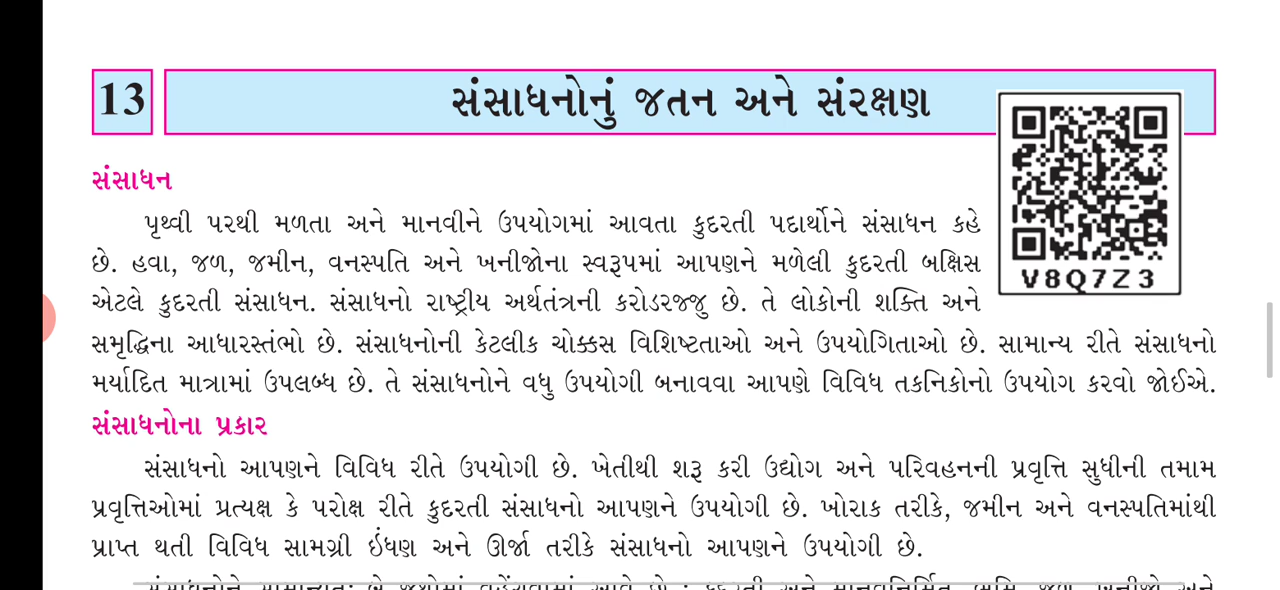 13
સંસાધનોનું જતન અને સંરક્ષણ
V8Q7Z3
સંસાધન
પૃથ્વી પરથી મળતા અને માનવીને ઉપયોગમાં આવતા કુદરતી પદાર્થોને સંસાધન કહે
છે. હવા, જળ, જમીન, વનસ્પતિ અને ખનીજોના સ્વરૂપમાં આપણને મળેલી કુદરતી બક્ષિસ
એટલે કુદરતી સંસાધન. સંસાધનો રાષ્ટ્રીય અર્થતંત્રની કરોડરજ્જુ છે. તે લોકોની શક્તિ અને
સમૃદ્ધિના આધારસ્તંભો છે. સંસાધનોની કેટલીક ચોક્કસ વિશિષ્ટતાઓ અને ઉપયોગિતાઓ છે. સામાન્ય રીતે સંસાધનો
મર્યાદિત માત્રામાં ઉપલબ્ધ છે. તે સંસાધનોને વધુ ઉપયોગી બનાવવા આપણે વિવિધ તકનિકોનો ઉપયોગ કરવો જોઈએ.
સંસાધનોના પ્રકાર
સંસાધનો આપણને વિવિધ રીતે ઉપયોગી છે. ખેતીથી શરૂ કરી ઉદ્યોગ અને પરિવહનની પ્રવૃત્તિ સુધીની તમામ
પ્રવૃત્તિઓમાં પ્રત્યક્ષ કે પરોક્ષ રીતે કુદરતી સંસાધનો આપણને ઉપયોગી છે. ખોરાક તરીકે, જમીન અને વનસ્પતિમાંથી
પ્રાપ્ત થતી વિવિધ સામગ્રી ઇંધણ અને ઊર્જા તરીકે સંસાધનો આપણને ઉપયોગી છે.